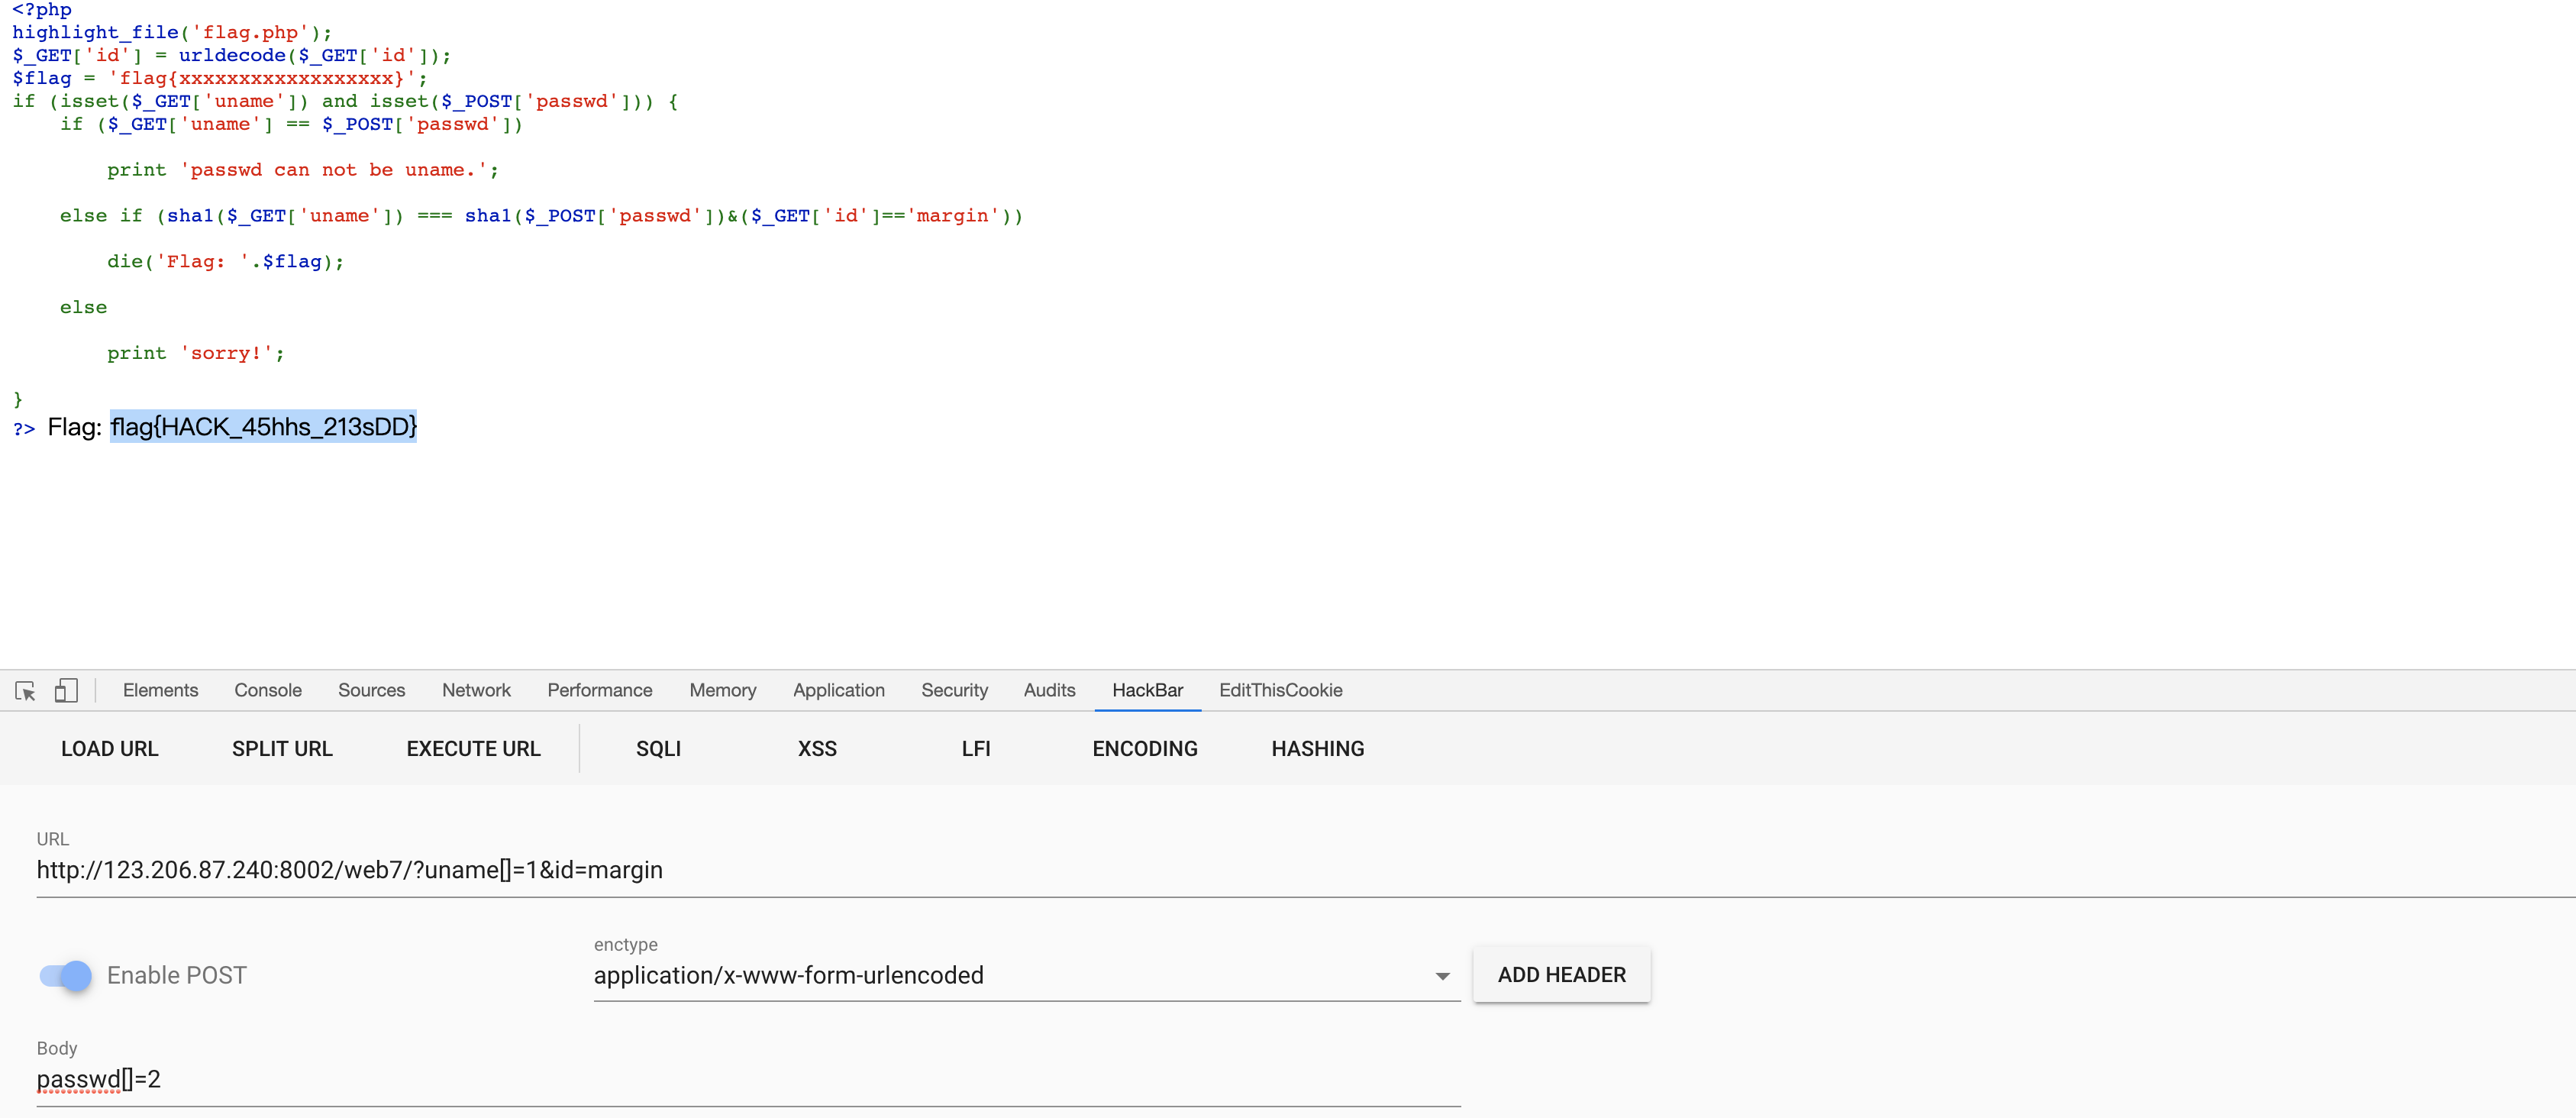 <?php
highlight_file('flag.php');
$_GET['id'] = urldecode($_GET['id']);
$flag = 'flag{xxxxxxxxxxxxxxxxxx}';
if (isset($_GET['uname']) and isset($_POST['passwd'])) {
    if ($_GET['uname'] == $_POST['passwd'])
        print 'passwd can not be uname.';
    else if (sha1($_GET['uname']) === sha1($_POST['passwd'])&($_GET['id']=='margin'))
        die('Flag: '.$flag);
    else
        print 'sorry!';
}
?> Flag: flag{HACK_45hhs_213sDD}
Elements Console Sources Network Performance Memory Application Security Audits HackBar EditThisCookie
LOAD URL SPLIT URL EXECUTE URL SQLI XSS LFI ENCODING HASHING
URL
http://123.206.87.240:8002/web7/?uname[]=1&id=margin
enctype
Enable POST application/x-www-form-urlencoded ADD HEADER
Body
passwd[]=2